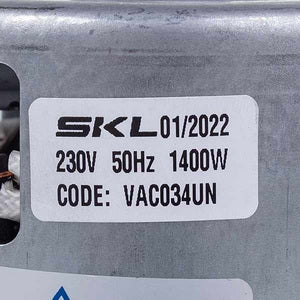 SKL 01/2022
230V 50Hz 1400W
CODE: VAC034UN